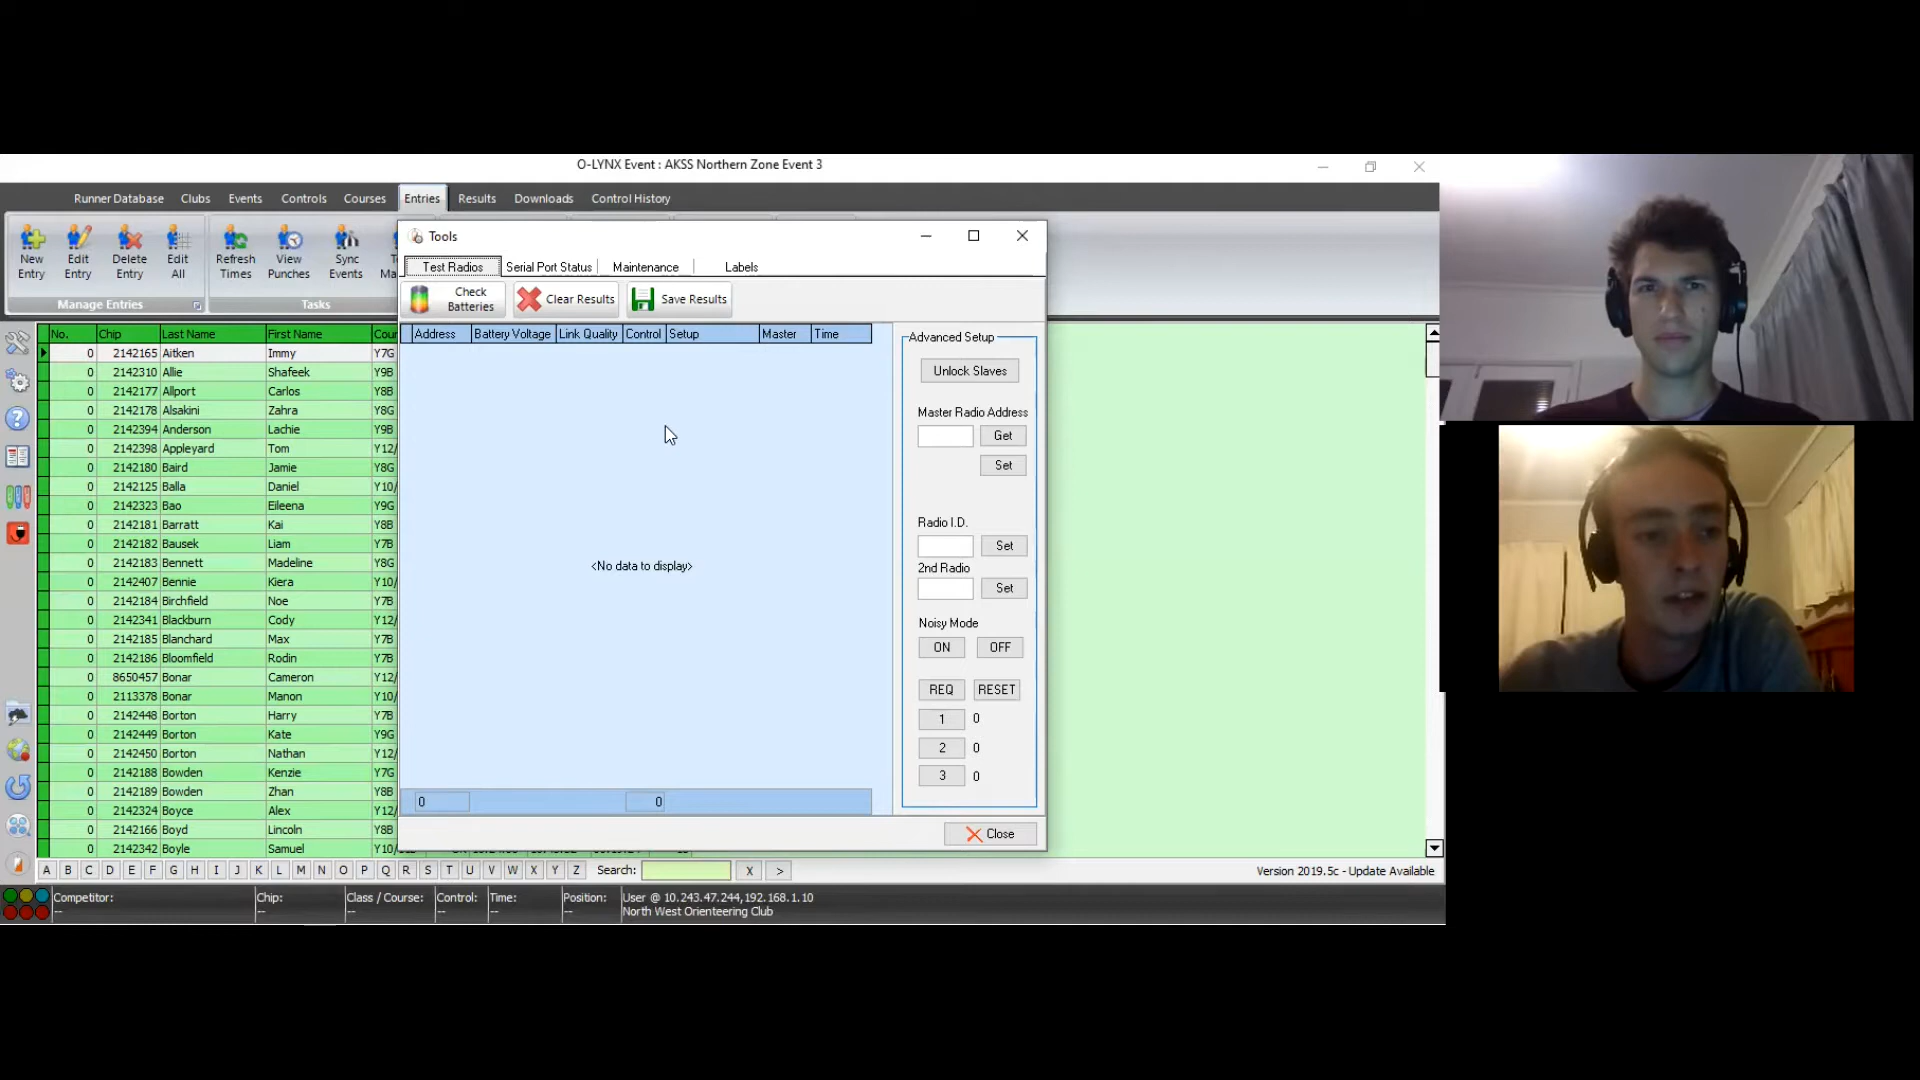 O-LYNX Event : AKSS Northern Zone Event 3
Runner Database Clubs Events Controls Courses Entries Results Downloads Control History
New Entry Edit Entry Delete Entry Edit All Refresh Times View Punches Sync Events
Manage Entries Tasks
Tools
Test Radios Serial Port Status Maintenance Labels
Check Batteries Clear Results Save Results
Address Battery Voltage Link Quality Control Setup Master Time
<No data to display>
0 0
Advanced Setup
Unlock Slaves
Master Radio Address
Get
Set
Radio I.D.
Set
2nd Radio
Set
Noisy Mode
ON OFF
REQ RESET
1 0
2 0
3 0
Close
No. Chip Last Name First Name Cou
0 2142165 Aitken Immy Y7G
0 2142310 Allie Shafeek Y9B
0 2142177 Allport Carlos Y8B
0 2142178 Alsakini Zahra Y8G
0 2142394 Anderson Lachie Y9B
0 2142398 Appleyard Tom Y12/
0 2142180 Baird Jamie Y8G
0 2142125 Balla Daniel Y10/
0 2142323 Bao Eileena Y9G
0 2142181 Barratt Kai Y8B
0 2142182 Bausek Liam Y7B
0 2142183 Bennett Madeline Y8G
0 2142407 Bennie Kiera Y10/
0 2142184 Birchfield Noe Y7B
0 2142341 Blackburn Cody Y12/
0 2142185 Blanchard Max Y7B
0 2142186 Bloomfield Rodin Y7B
0 8650457 Bonar Cameron Y12/
0 2113378 Bonar Manon Y10/
0 2142448 Borton Harry Y7B
0 2142449 Borton Kate Y9G
0 2142450 Borton Nathan Y12/
0 2142188 Bowden Kenzie Y7G
0 2142189 Bowden Zhan Y8B
0 2142324 Boyce Alex Y12/
0 2142166 Boyd Lincoln Y8B
0 2142342 Boyle Samuel Y10/
A B C D E F G H I J K L M N O P Q R S T U V W X Y Z Search: X > Version 2019.5c - Update Available
Competitor: Chip: Class / Course: Control: Time: Position: User @ 10.243.47.244,192.168.1.10
-- -- -- -- -- -- North West Orienteering Club